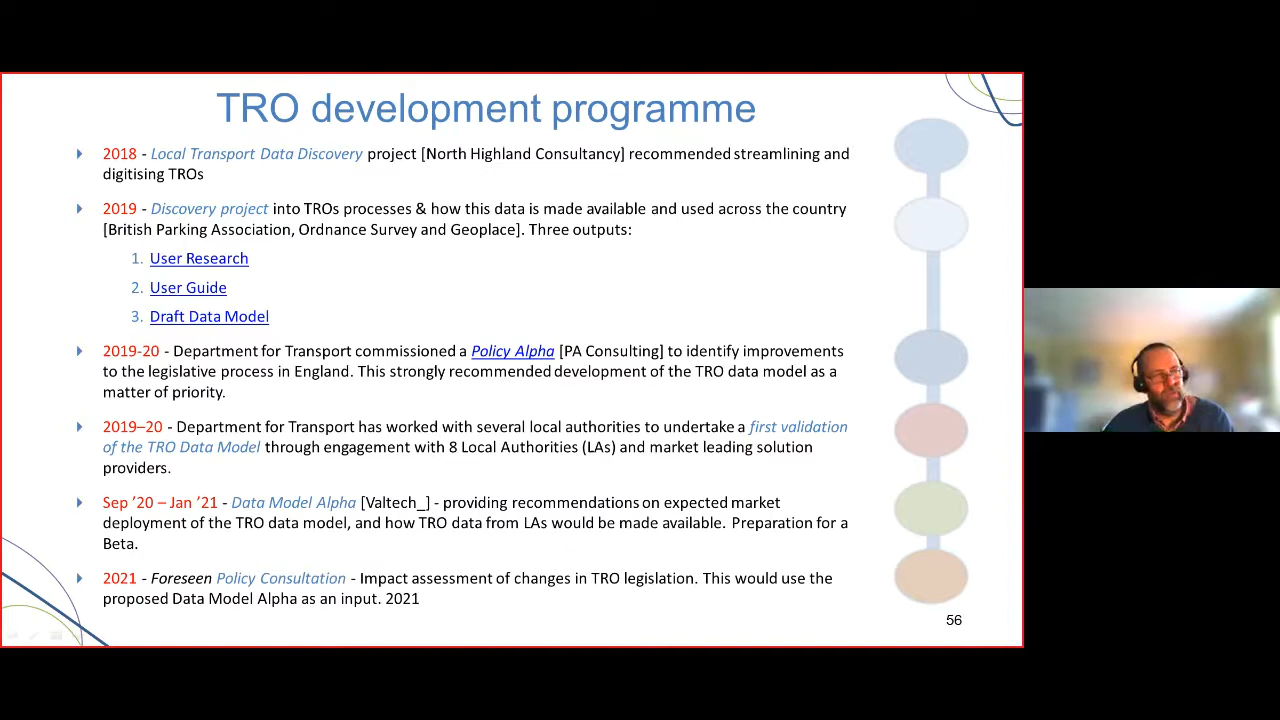 TRO development programme
2018 - Local Transport Data Discovery project [North Highland Consultancy] recommended streamlining and
digitising TROs
2019 - Discovery project into TROs processes & how this data is made available and used across the country
[British Parking Association, Ordnance Survey and Geoplace]. Three outputs:
1. User Research
2. User Guide
3. Draft Data Model
2019-20 - Department for Transport commissioned a Policy Alpha [PA Consulting] to identify improvements
to the legislative process in England. This strongly recommended development of the TRO data model as a
matter of priority.
2019–20 - Department for Transport has worked with several local authorities to undertake a first validation
of the TRO Data Model through engagement with 8 Local Authorities (LAs) and market leading solution
providers.
Sep ’20 – Jan ’21 - Data Model Alpha [Valtech_] - providing recommendations on expected market
deployment of the TRO data model, and how TRO data from LAs would be made available. Preparation for a
Beta.
2021 - Foreseen Policy Consultation - Impact assessment of changes in TRO legislation. This would use the
proposed Data Model Alpha as an input. 2021
56